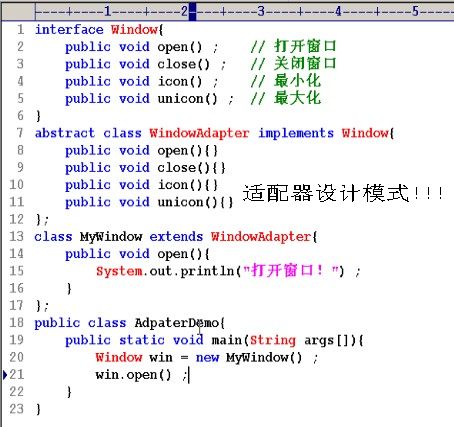 ----+----1----+----2----+----3----+----4----+----5----
1 interface Window{
2     public void open() ;   // 打开窗口
3     public void close() ;  // 关闭窗口
4     public void icon() ;   // 最小化
5     public void unicon() ;  // 最大化
6 }
7 abstract class WindowAdapter implements Window{
8     public void open(){}
9     public void close(){}
10     public void icon(){}
11     public void unicon(){}
适配器设计模式!!!
12 };
13 class MyWindow extends WindowAdapter{
14     public void open(){
15         System.out.println("打开窗口！") ;
16     }
17 };
18 public class AdpaterDemo{
19     public static void main(String args[]){
20         Window win = new MyWindow() ;
21         win.open() ;
22     }
23 }